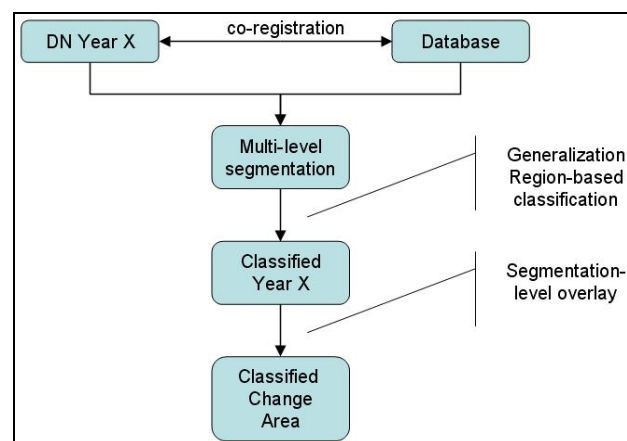 co-registration
DN Year X
Database
Multi-level
segmentation
Generalization
Region-based
classification
Classified
Year X
Segmentation-
level overlay
Classified
Change
Area